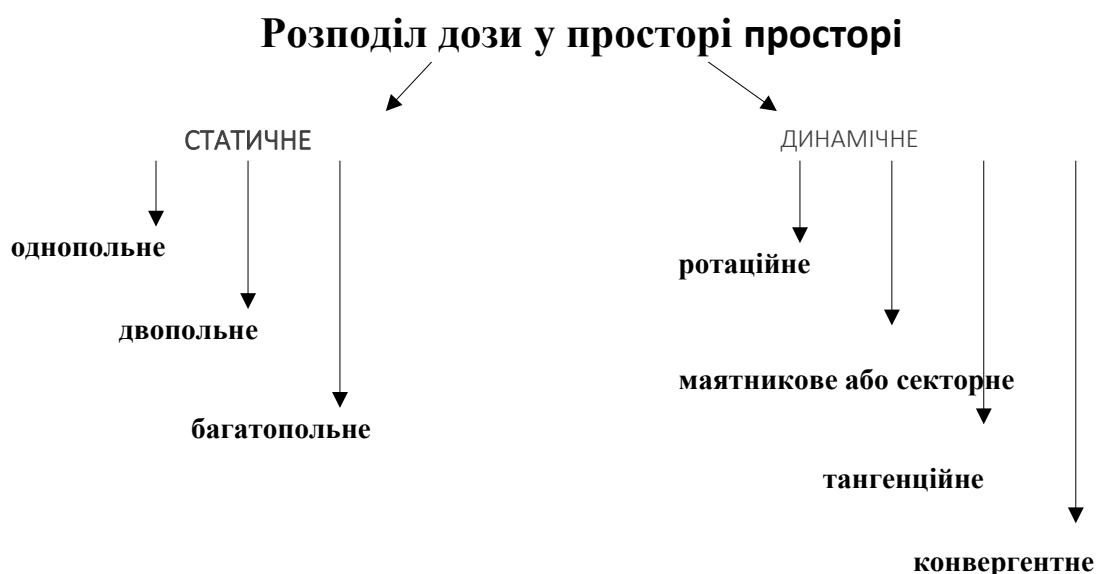 Розподіл дози у просторі просторі
СТАТИЧНЕ ДИНАМІЧНЕ
однопольне
ротаційне
двопольне
маятникове або секторне
багатопольне
тангенційне
конвергентне